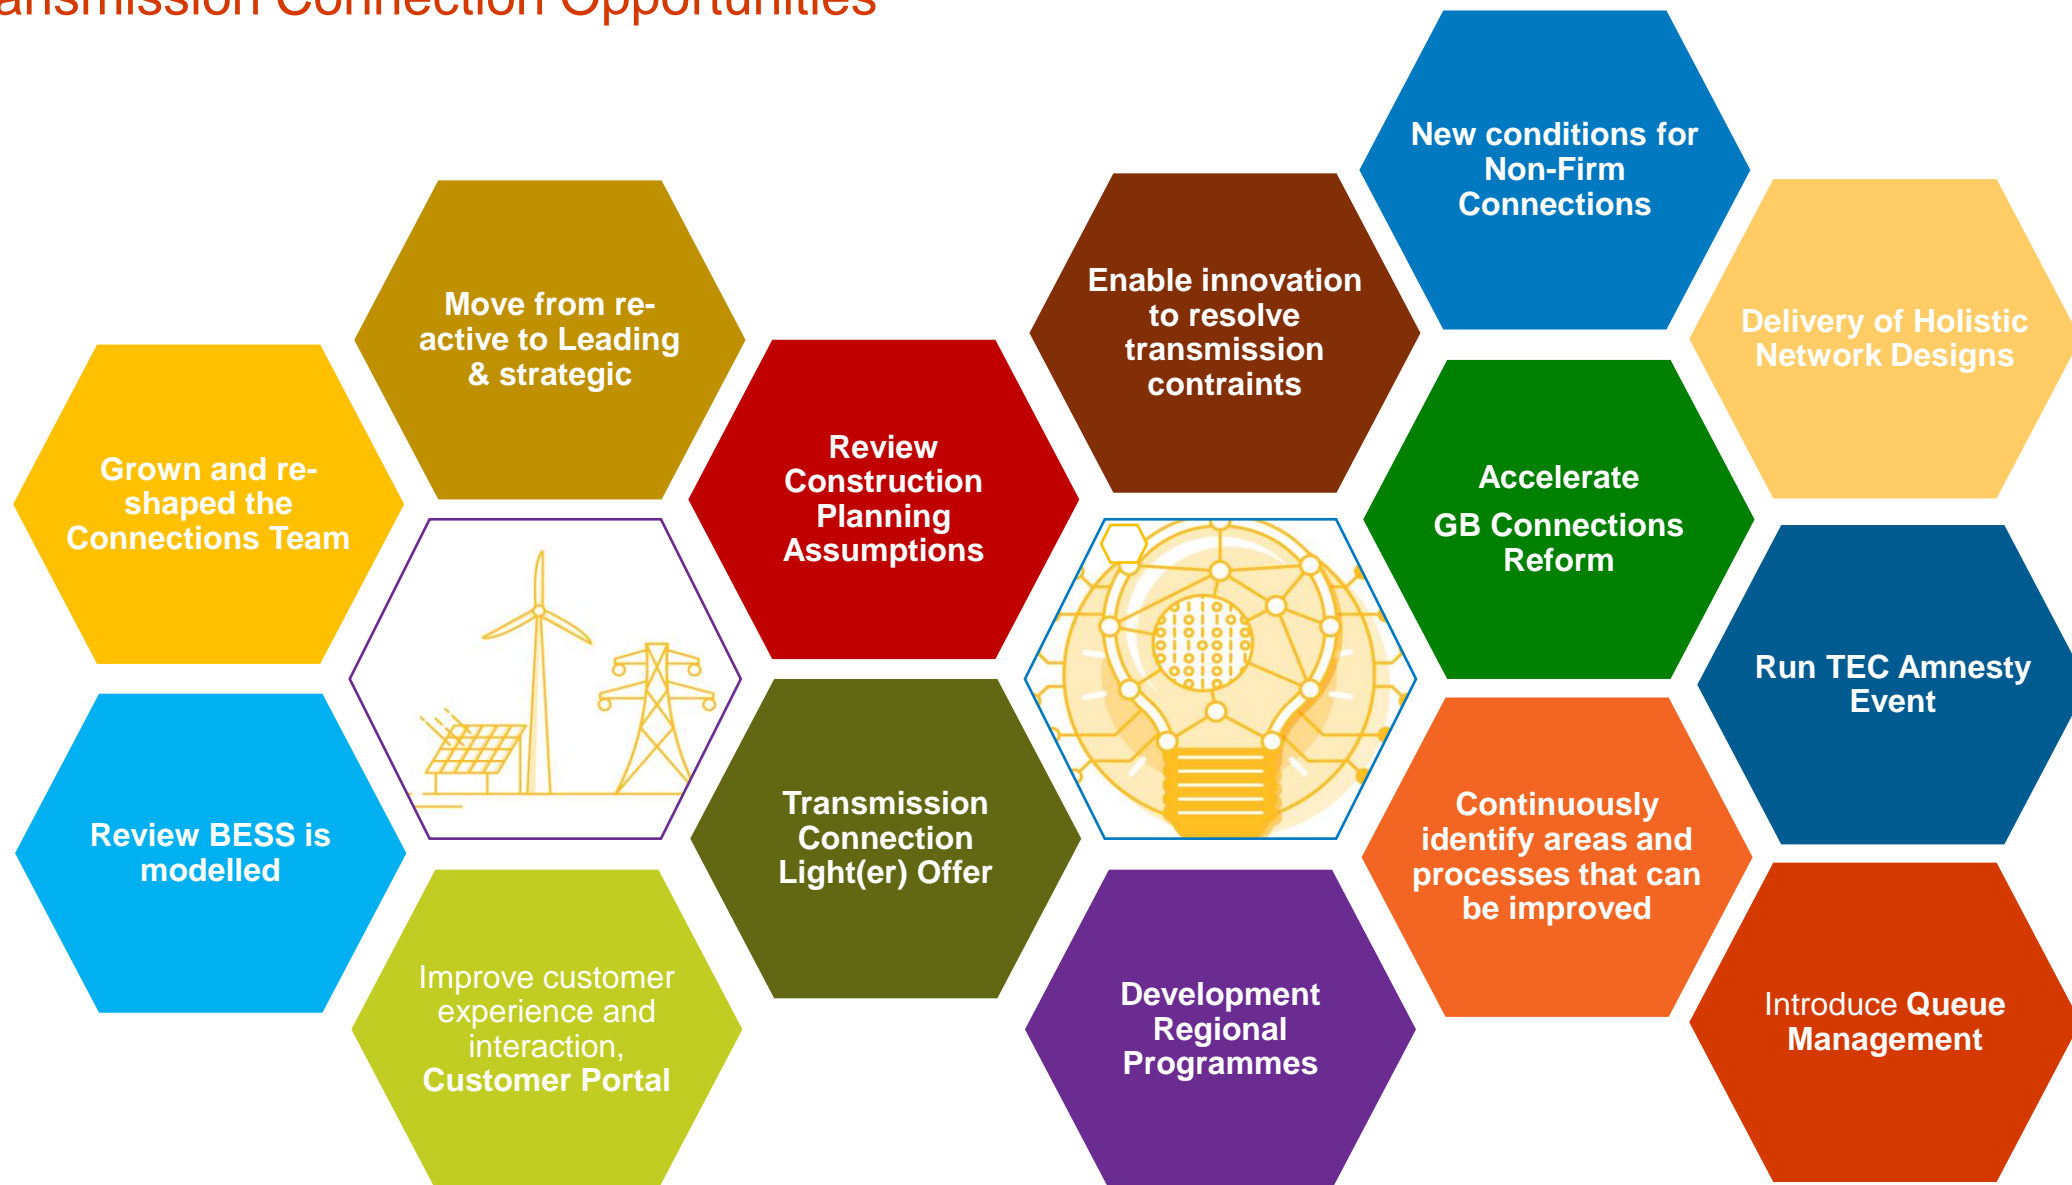 ansmission Connection Opportunities
New conditions for
Non-Firm
Connections
Move from re-
active to Leading
& strategic
Enable innovation
to resolve
transmission
contraints
Delivery of Holistic
Network Designs
Grown and re-
shaped the
Connections Team
Review
Construction
Planning
Assumptions
Accelerate
GB Connections
Reform
Run TEC Amnesty
Event
Review BESS is
modelled
Transmission
Connection
Light(er) Offer
Continuously
identify areas and
processes that can
be improved
Improve customer
experience and
interaction,
Customer Portal
Development
Regional
Programmes
Introduce Queue
Management